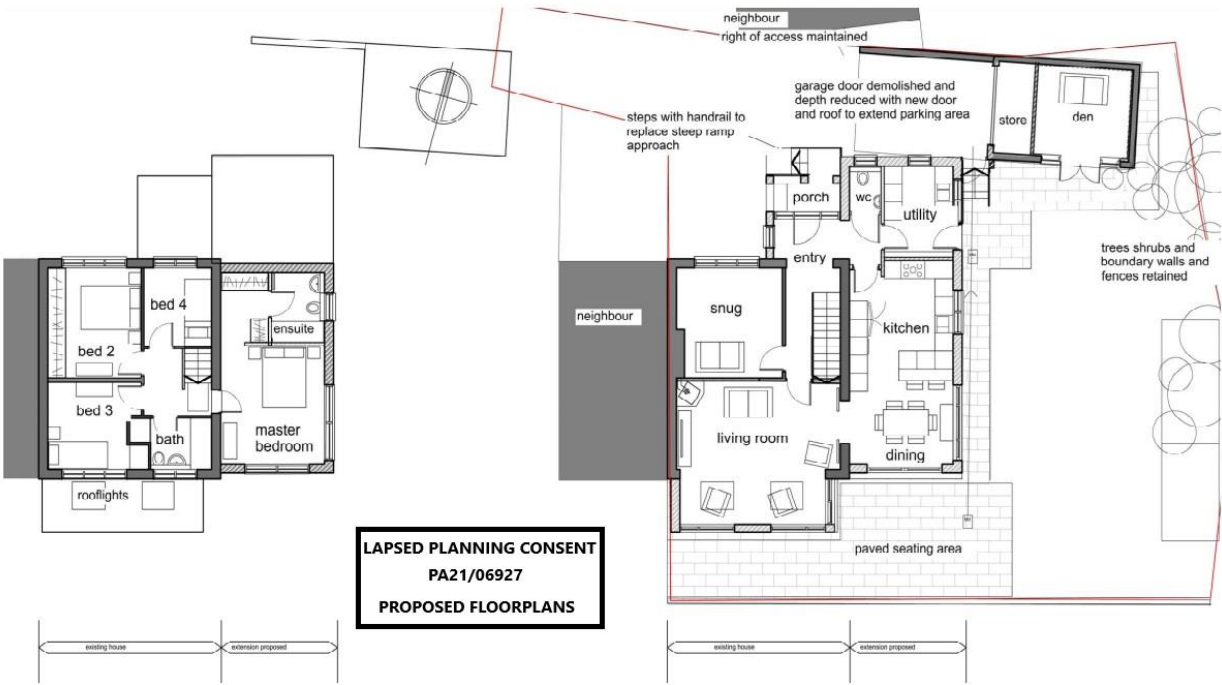 neighbour
right of access maintained
garage door demolished and
depth reduced with new door
and roof to extend parking area
steps with handrail to
replace steep ramp
approach
store
den
porch
wc
utility
entry
trees shrubs and
boundary walls and
fences retained
neighbour
snug
kitchen
living room
dining
paved seating area
bed 4
ensuite
bed 2
bed 3
bath
master
bedroom
rooflights
LAPSED PLANNING CONSENT
PA21/06927
PROPOSED FLOORPLANS
existing house
extension proposed
existing house
extension proposed